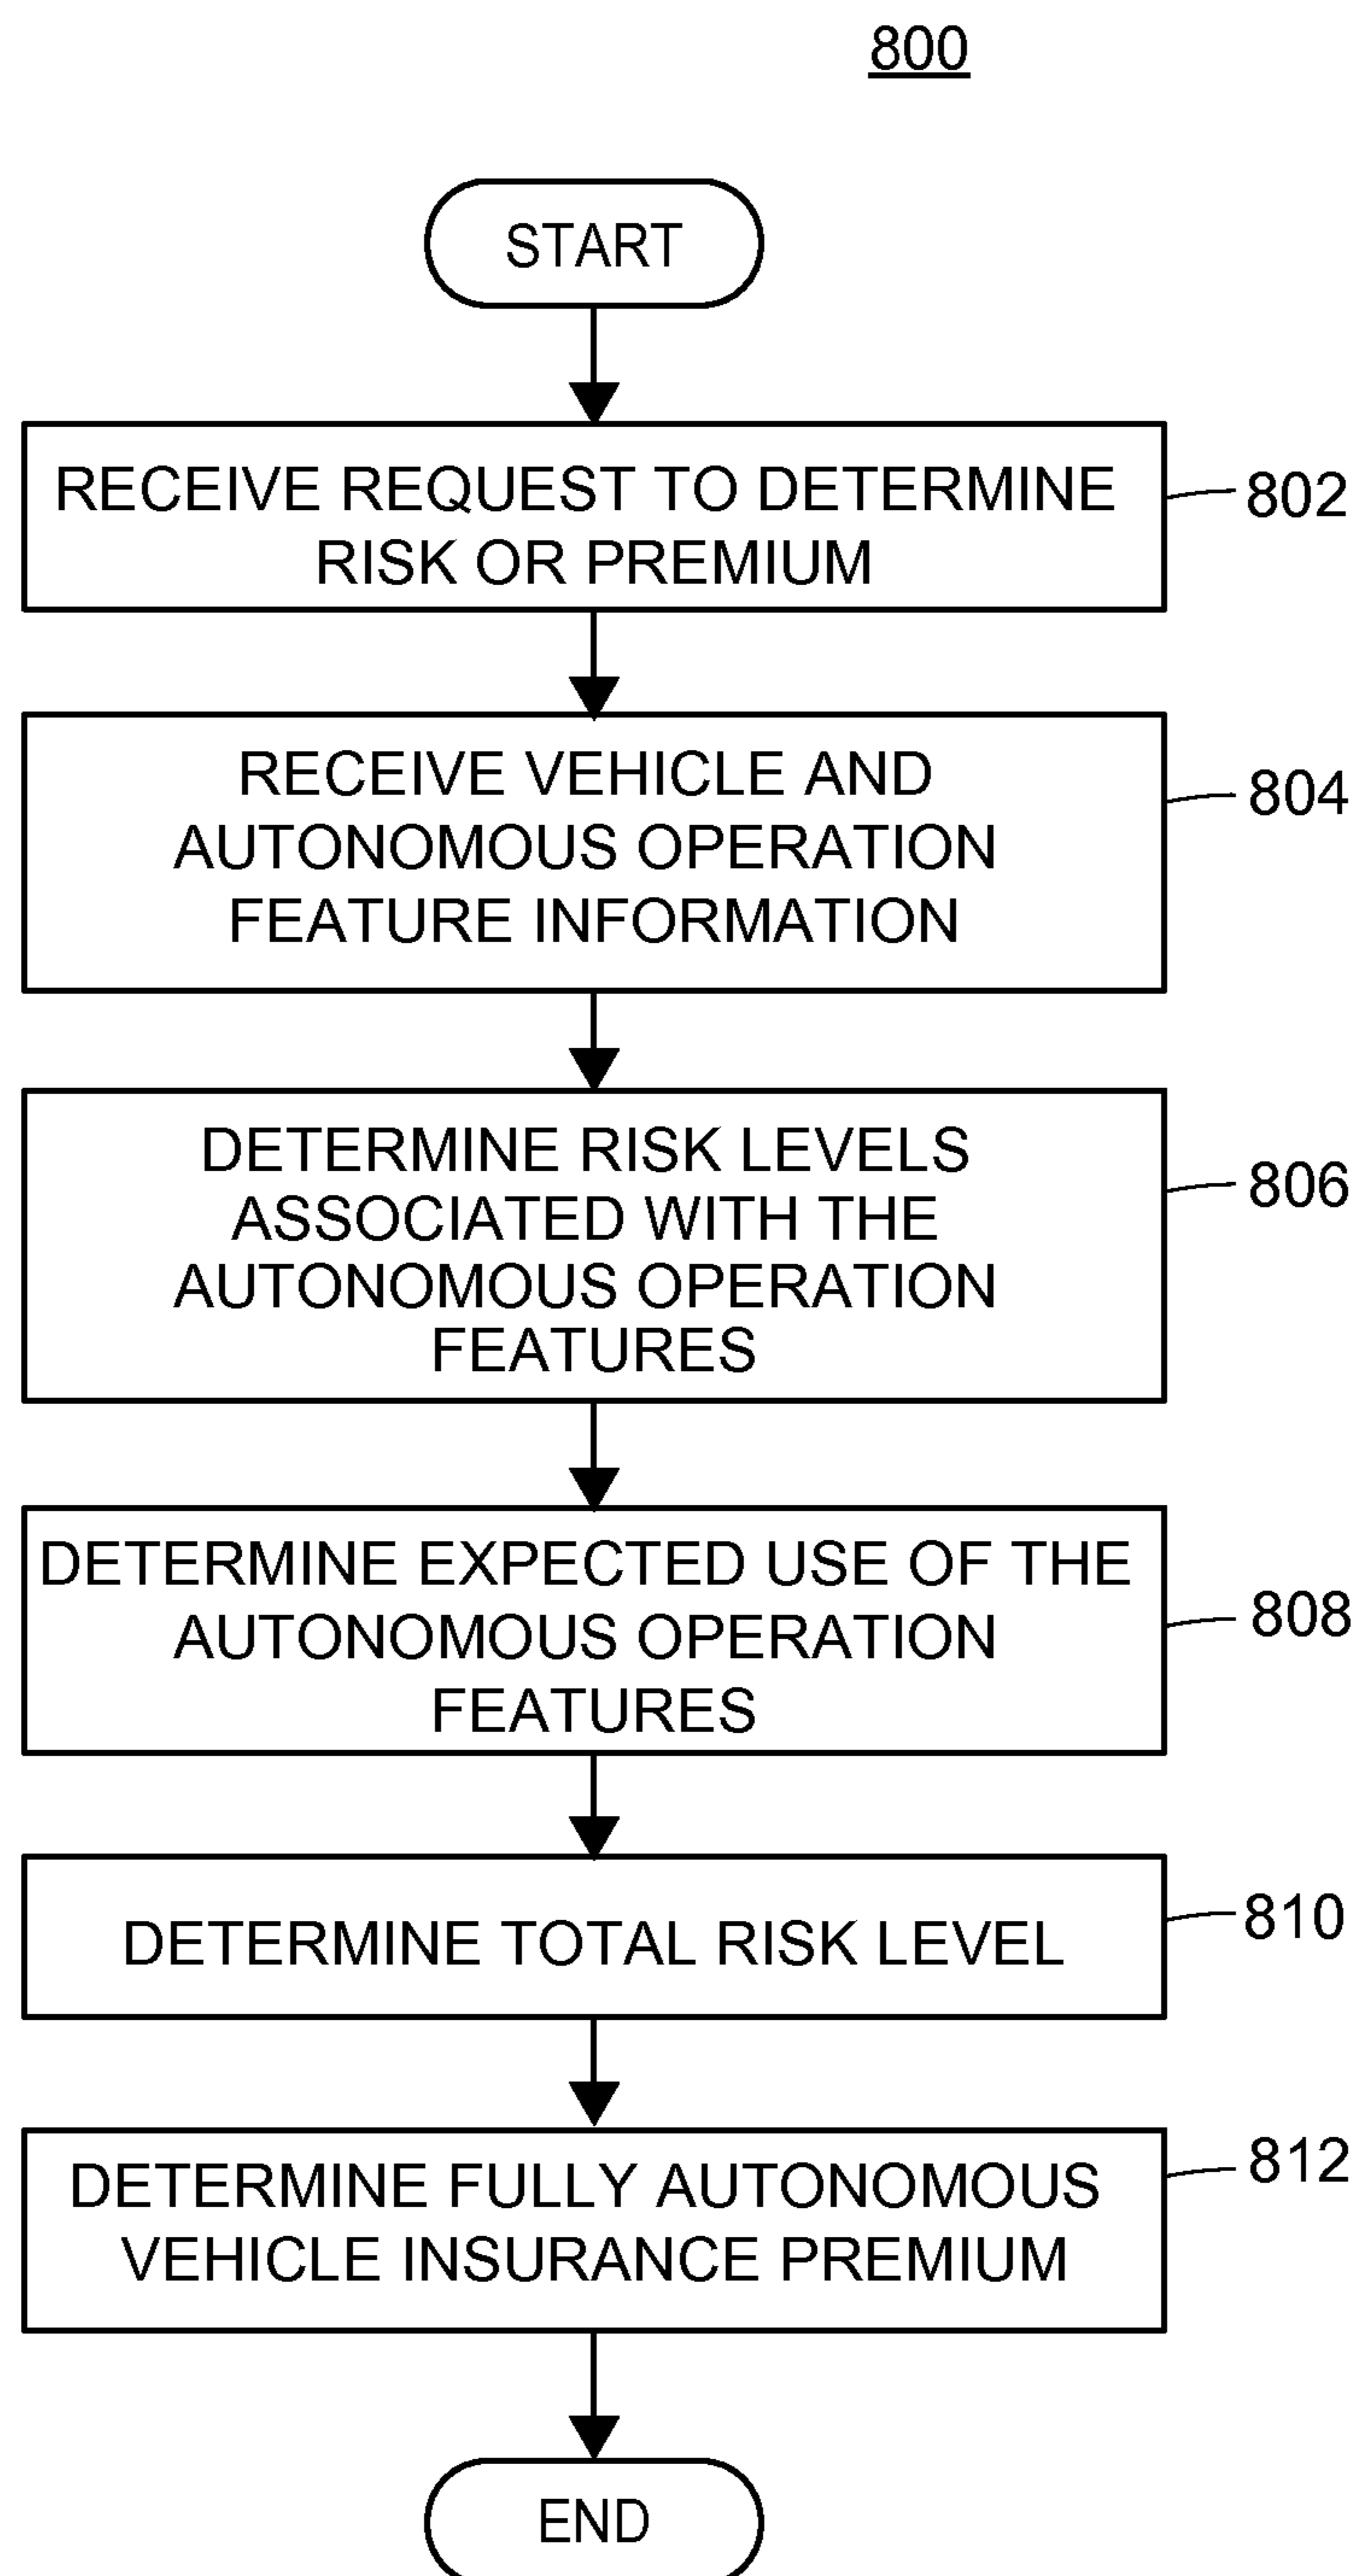 800
START
RECEIVE REQUEST TO DETERMINE
RISK OR PREMIUM
802
RECEIVE VEHICLE AND
AUTONOMOUS OPERATION
FEATURE INFORMATION
804
DETERMINE RISK LEVELS
ASSOCIATED WITH THE
AUTONOMOUS OPERATION
FEATURES
806
DETERMINE EXPECTED USE OF THE
AUTONOMOUS OPERATION
FEATURES
808
DETERMINE TOTAL RISK LEVEL
810
DETERMINE FULLY AUTONOMOUS
VEHICLE INSURANCE PREMIUM
812
END